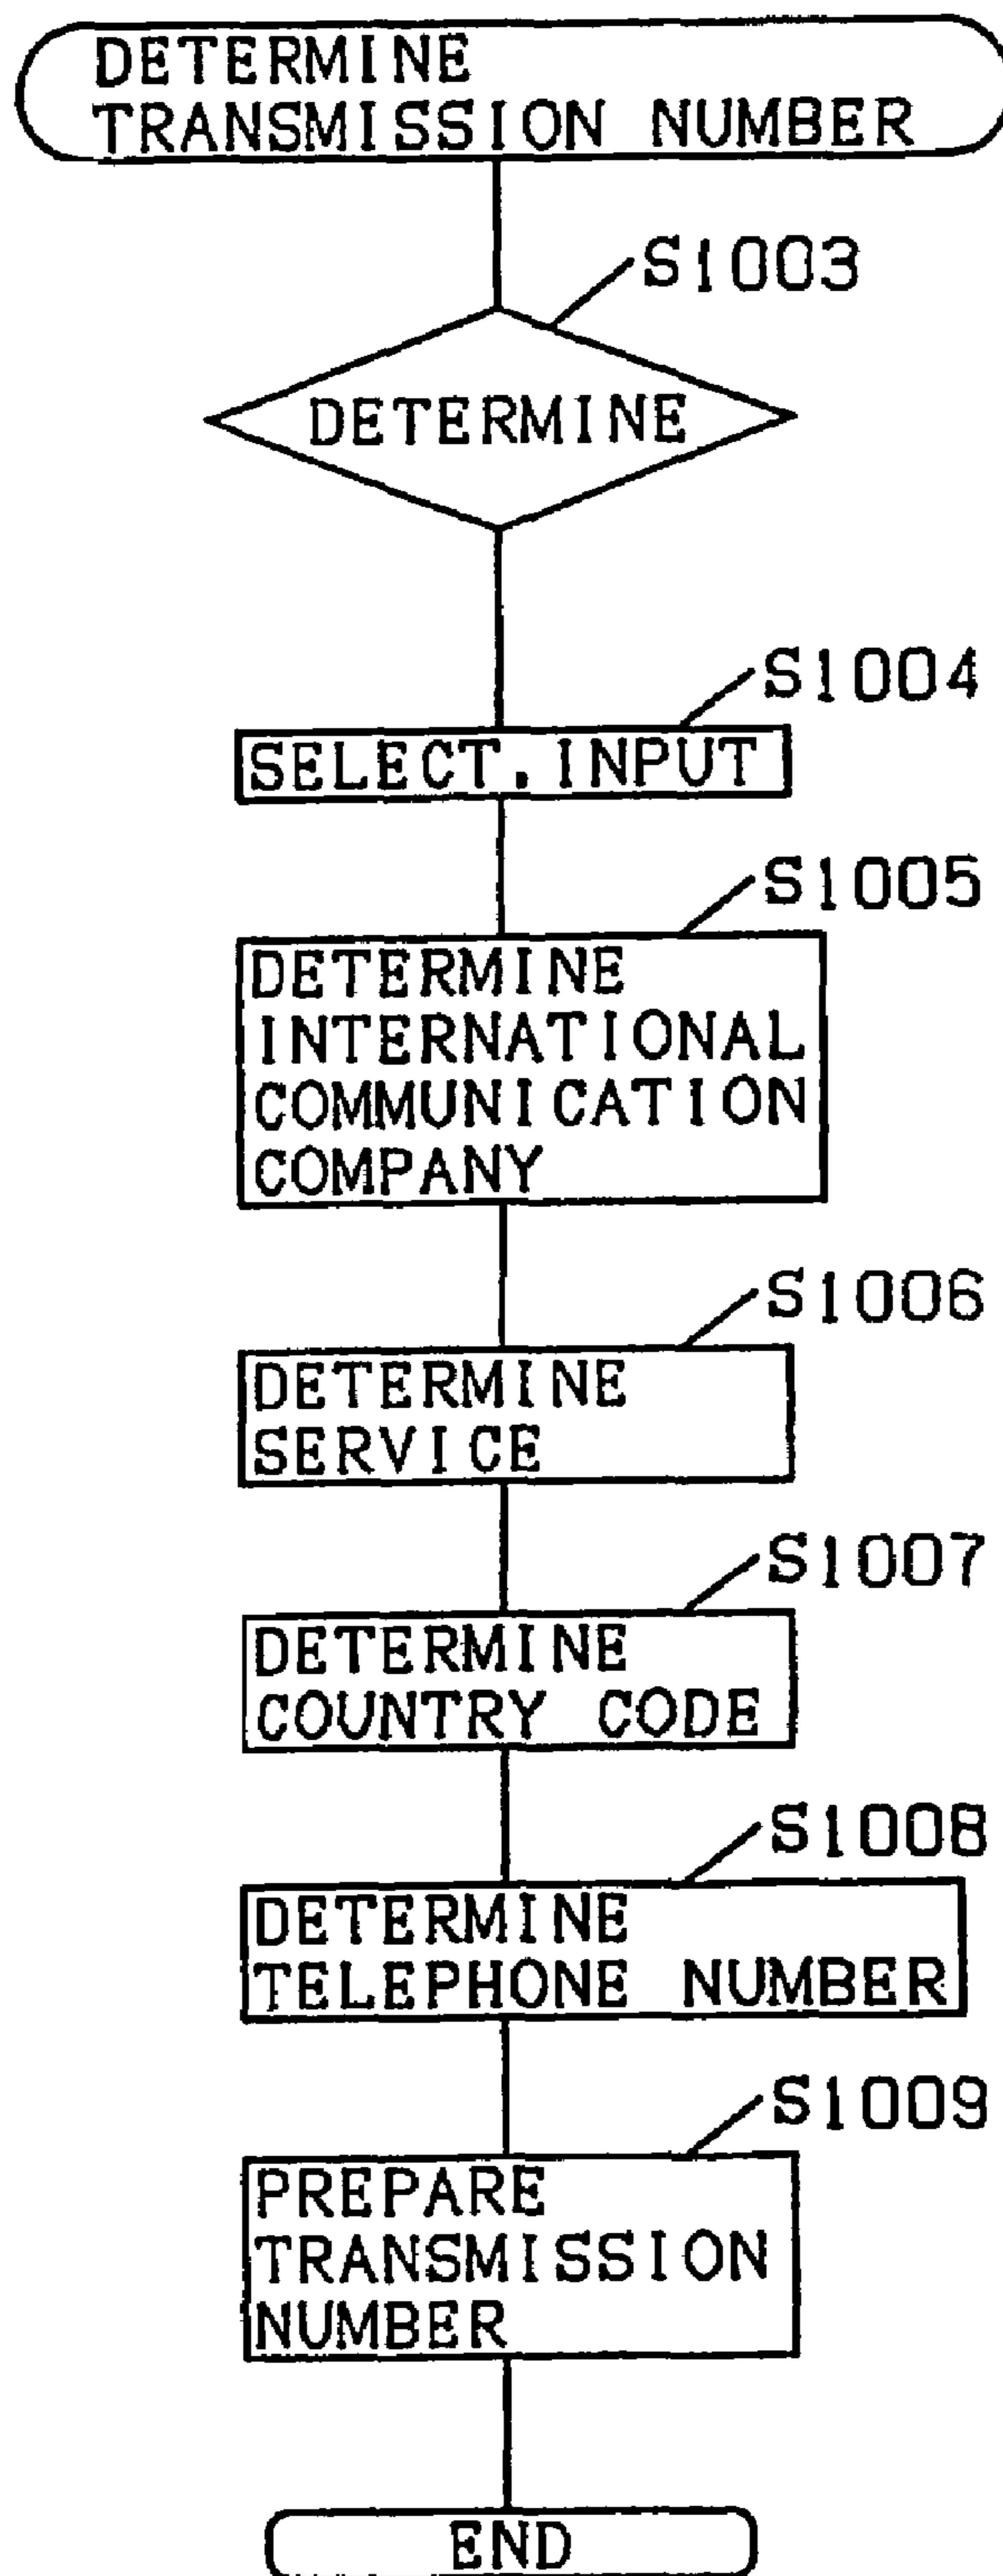 DETERMINE
TRANSMISSION NUMBER
S1003
DETERMINE
S1004
SELECT.INPUT
S1005
DETERMINE
INTERNATIONAL
COMMUNICATION
COMPANY
S1006
DETERMINE
SERVICE
S1007
DETERMINE
COUNTRY CODE
S1008
DETERMINE
TELEPHONE NUMBER
S1009
PREPARE
TRANSMISSION
NUMBER
END